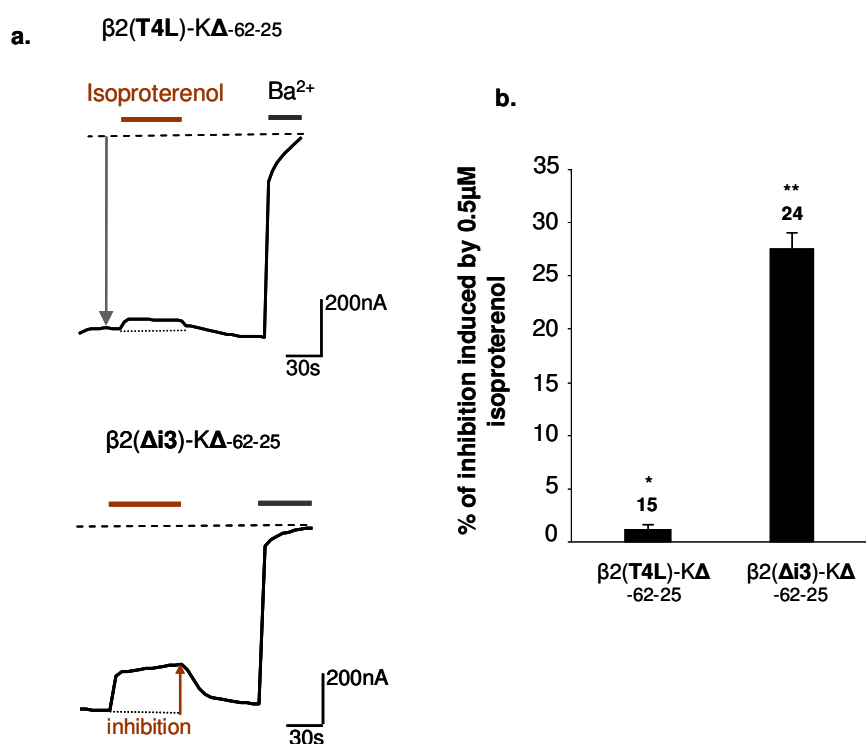 a.
β2(T4L)-KΔ-62-25
Isoproterenol
Ba²⁺
200nA
30s
β2(Δi3)-KΔ-62-25
200nA
inhibition
30s
b.
% of inhibition induced by 0.5µM
isoproterenol
35
30
25
20
15
10
5
0
*
15
**
24
β2(T4L)-KΔ
-62-25
β2(Δi3)-KΔ
-62-25